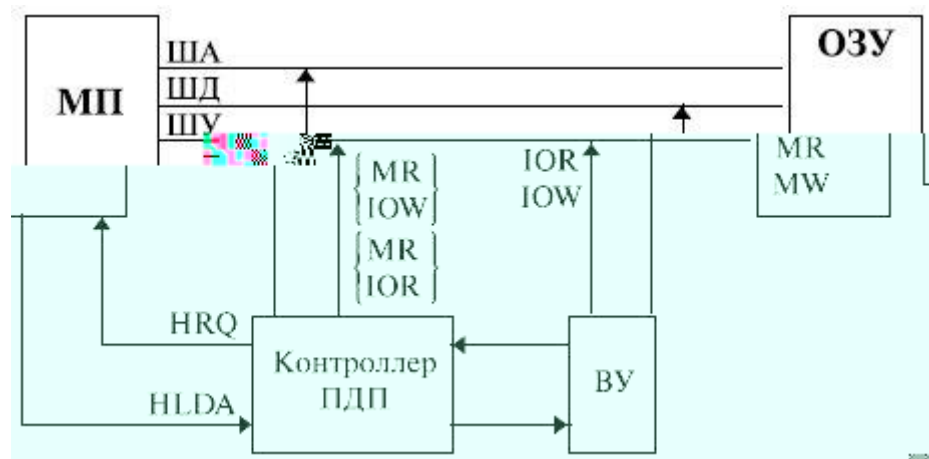 МП
ША
ШД
ШУ
ОЗУ
MR
MW
MR
IOW
MR
IOR
IOR
IOW
HRQ
HLDA
Контроллер
ПДП
ВУ